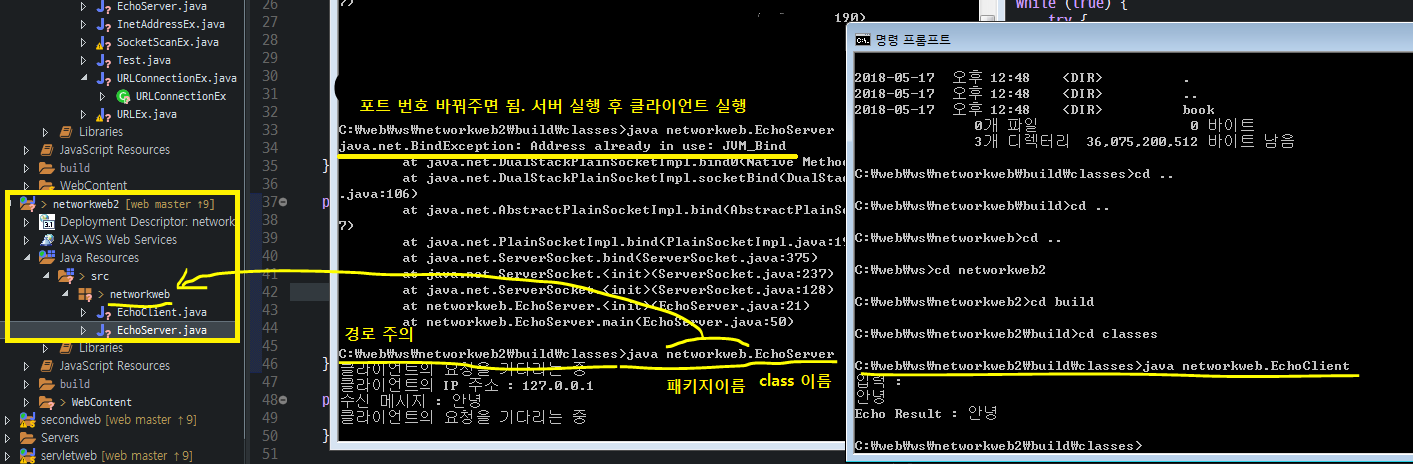 EchoServer.java
InetAddressEx.java
SocketScanEx.java
Test.java
URLConnectionEx.java
URLConnectionEx
URLEx.java
Libraries
JavaScript Resources
build
WebContent
> networkweb2 [web master ↑9]
Deployment Descriptor: network
JAX-WS Web Services
Java Resources
> src
> networkweb
EchoClient.java
EchoServer.java
Libraries
JavaScript Resources
build
> WebContent
secondweb [web master ↑9]
Servers
servletweb [web master ↑9]
26
27
28
29
30
31
32
33
34
35 }
36
37 p
38
39
40
41
42
43
44
45
46 }
47
48 p
49
50 }
51
?)
190)
포트 번호 바꿔주면 됨. 서버 실행 후 클라이언트 실행
C:₩web₩ws₩networkweb2₩build₩classes>java networkweb.EchoServer
java.net.BindException: Address already in use: JVM_Bind
at java.net.DualStackPlainSocketImpl.bind0(Native Metho
at java.net.DualStackPlainSocketImpl.socketBind(DualSta
.java:106)
at java.net.AbstractPlainSocketImpl.bind(AbstractPlainS
7)
at java.net.PlainSocketImpl.bind(PlainSocketImpl.java:19
at java.net.ServerSocket.bind(ServerSocket.java:375)
at java.net.ServerSocket.<init>(ServerSocket.java:237)
at java.net.ServerSocket.<init>(ServerSocket.java:128)
at networkweb.EchoServer.<init>(EchoServer.java:21)
at networkweb.EchoServer.main(EchoServer.java:50)
경로 주의
C:₩web₩ws₩networkweb2₩build₩classes>java networkweb.EchoServer
클라이언트의 요청을 기다리는 중
클라이언트의 IP 주소 : 127.0.0.1
수신 메시지 : 안녕
클라이언트의 요청을 기다리는 중
패키지이름
class 이름
while (true) {
try {
명령 프롬프트
2018-05-17 오후 12:48 <DIR> .
2018-05-17 오후 12:48 <DIR> ..
2018-05-17 오후 12:48 <DIR> book
0개 파일 0 바이트
3개 디렉터리 36,075,200,512 바이트 남음
C:₩web₩ws₩networkweb₩build₩classes>cd ..
C:₩web₩ws₩networkweb₩build>cd ..
C:₩web₩ws₩networkweb>cd ..
C:₩web₩ws>cd networkweb2
C:₩web₩ws₩networkweb2>cd build
C:₩web₩ws₩networkweb2₩build>cd classes
C:₩web₩ws₩networkweb2₩build₩classes>java networkweb.EchoClient
입력 :
안녕
Echo Result : 안녕
C:₩web₩ws₩networkweb2₩build₩classes>